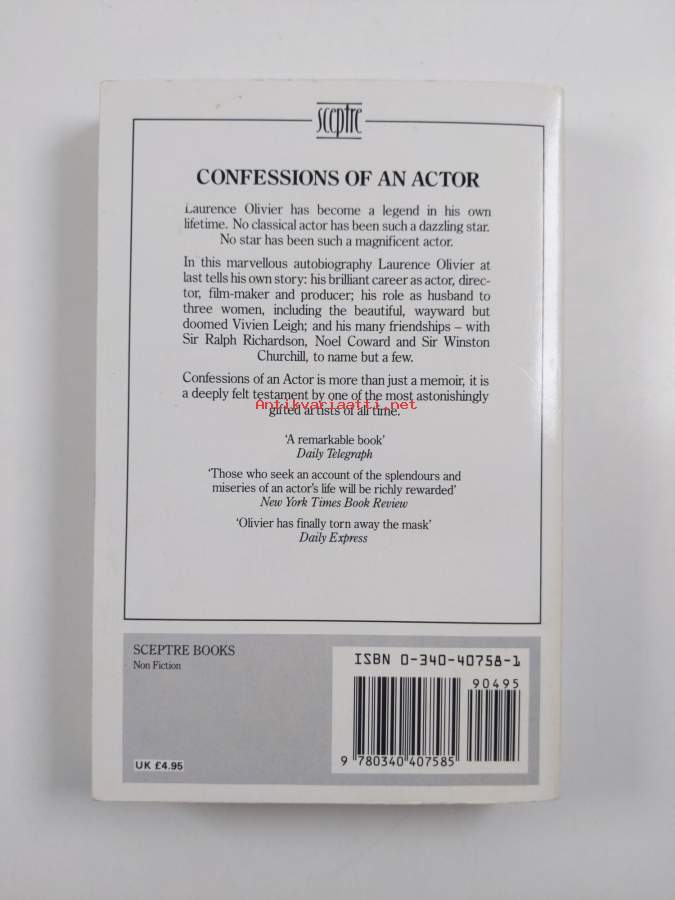 sceptre
CONFESSIONS OF AN ACTOR
Laurence Olivier has become a legend in his own
lifetime. No classical actor has been such a dazzling star.
No star has been such a magnificent actor.
In this marvellous autobiography Laurence Olivier at
last tells his own story: his brilliant career as actor, direc-
tor, film-maker and producer; his role as husband to
three women, including the beautiful, wayward but
doomed Vivien Leigh; and his many friendships – with
Sir Ralph Richardson, Noel Coward and Sir Winston
Churchill, to name but a few.
Confessions of an Actor is more than just a memoir, it is
a deeply felt testament by one of the most astonishingly
Antikvariaatti.net
gifted artists of all time.
‘A remarkable book’
Daily Telegraph
‘Those who seek an account of the splendours and
miseries of an actor’s life will be richly rewarded’
New York Times Book Review
‘Olivier has finally torn away the mask’
Daily Express
SCEPTRE BOOKS
Non Fiction
UK £4.95
ISBN 0-340-40758-1
90495
9 780340 407585